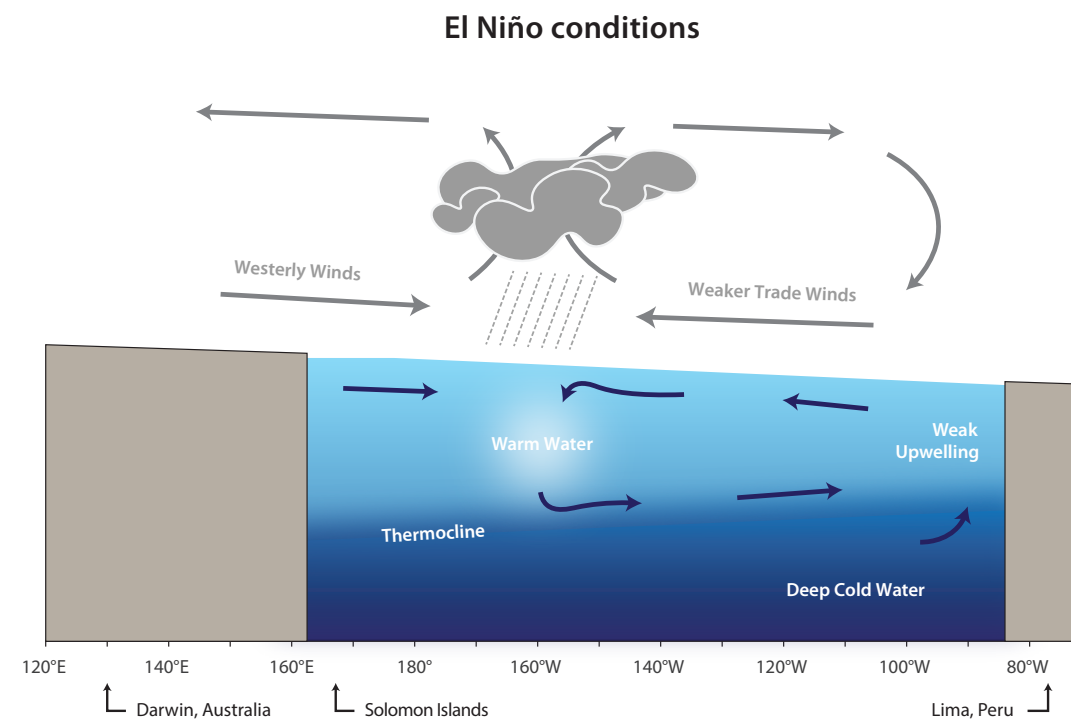 El Niño conditions
Westerly Winds
Weaker Trade Winds
Weak
Upwelling
Warm Water
Thermocline
Deep Cold Water
120°E 140°E 160°E 180° 160°W 140°W 120°W 100°W 80°W
Darwin, Australia Solomon Islands Lima, Peru